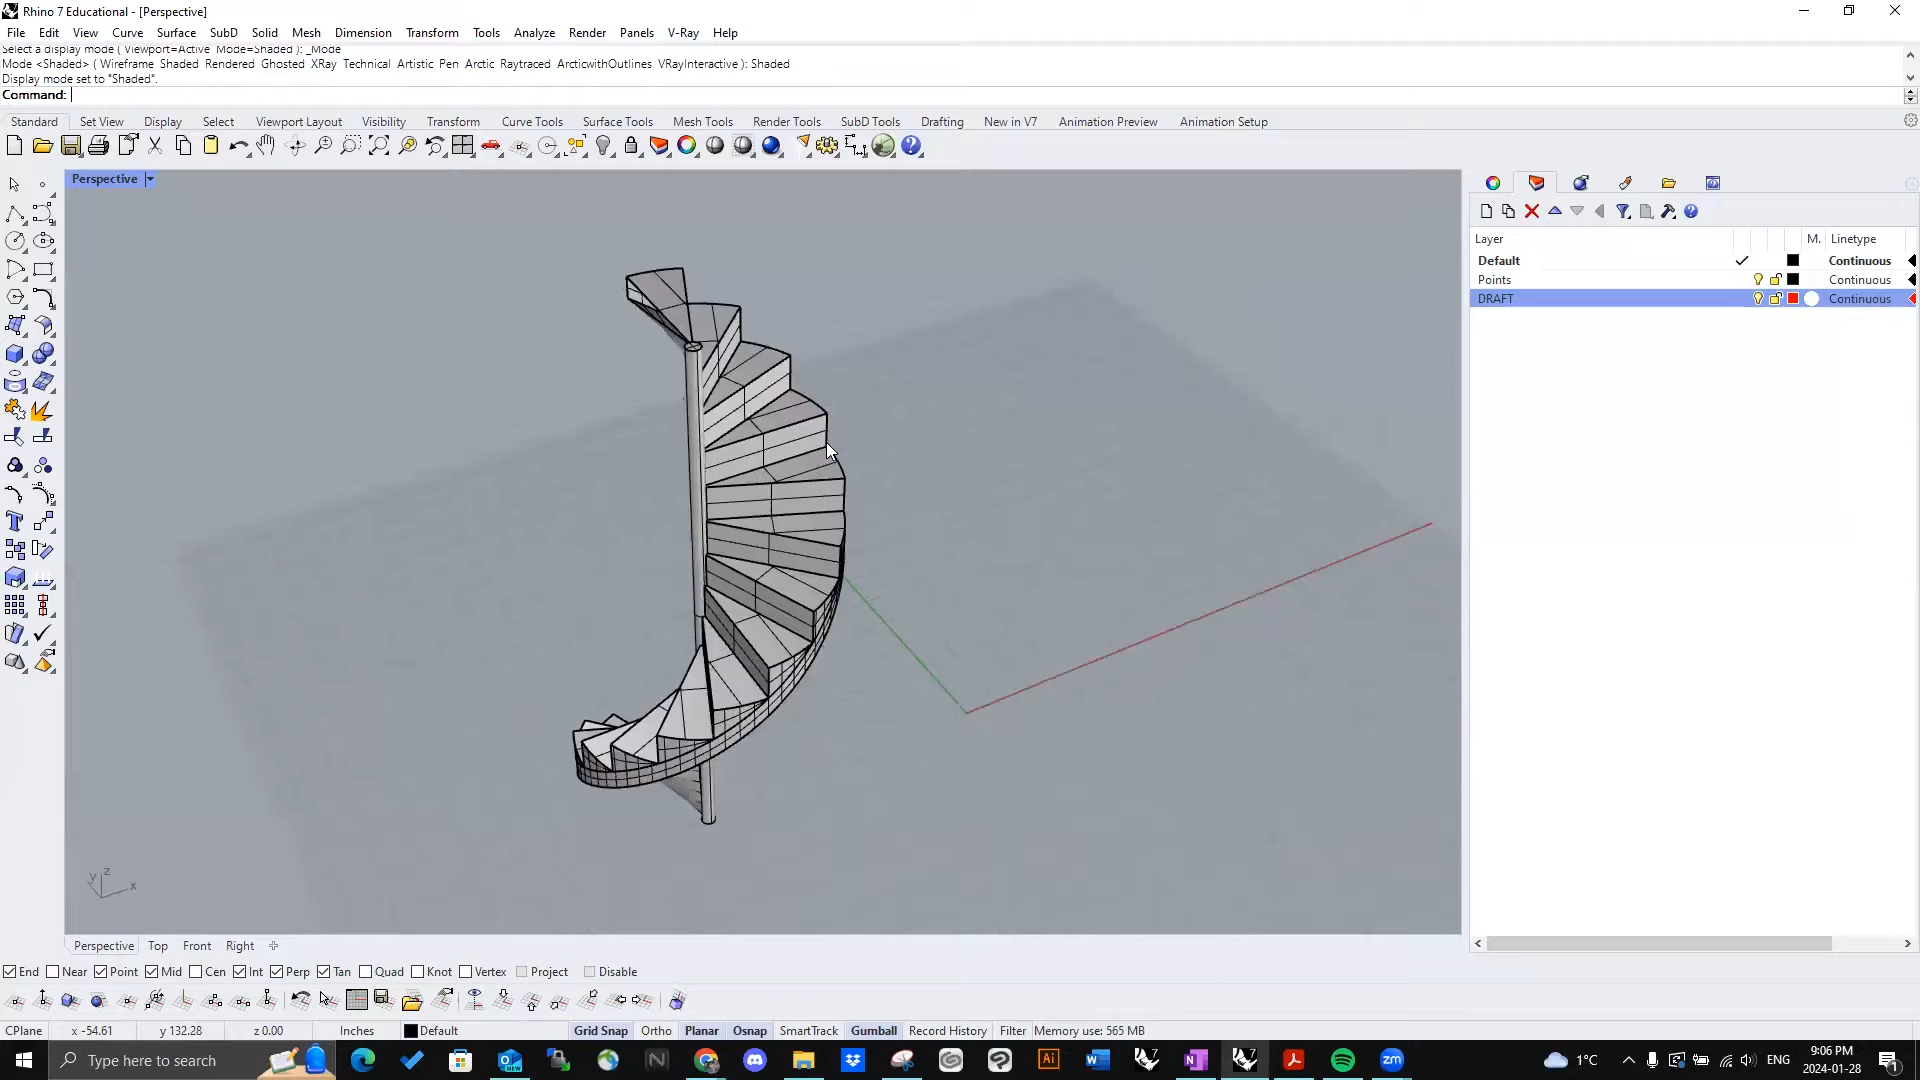 Rhino 7 Educational - [Perspective]
File Edit View Curve Surface SubD Solid Mesh Dimension Transform Tools Analyze Render Panels V-Ray Help
Select a display mode ( Viewport=Active Mode=Shaded ): _Mode
Mode <Shaded> ( Wireframe Shaded Rendered Ghosted XRay Technical Artistic Pen Arctic Raytraced ArcticwithOutlines VRayInteractive ): Shaded
Display mode set to "Shaded".
Command:
Standard Set View Display Select Viewport Layout Visibility Transform Curve Tools Surface Tools Mesh Tools Render Tools SubD Tools Drafting New in V7 Animation Preview Animation Setup
Perspective
Layer M. Linetype
Default Continuous
Points Continuous
DRAFT Continuous
z
y
x
Perspective Top Front Right
End Near Point Mid Cen Int Perp Tan Quad Knot Vertex Project Disable
CPlane x -54.61 y 132.28 z 0.00 Inches Default Grid Snap Ortho Planar Osnap SmartTrack Gumball Record History Filter Memory use: 565 MB
Type here to search
1°C ENG 9:06 PM
2024-01-28